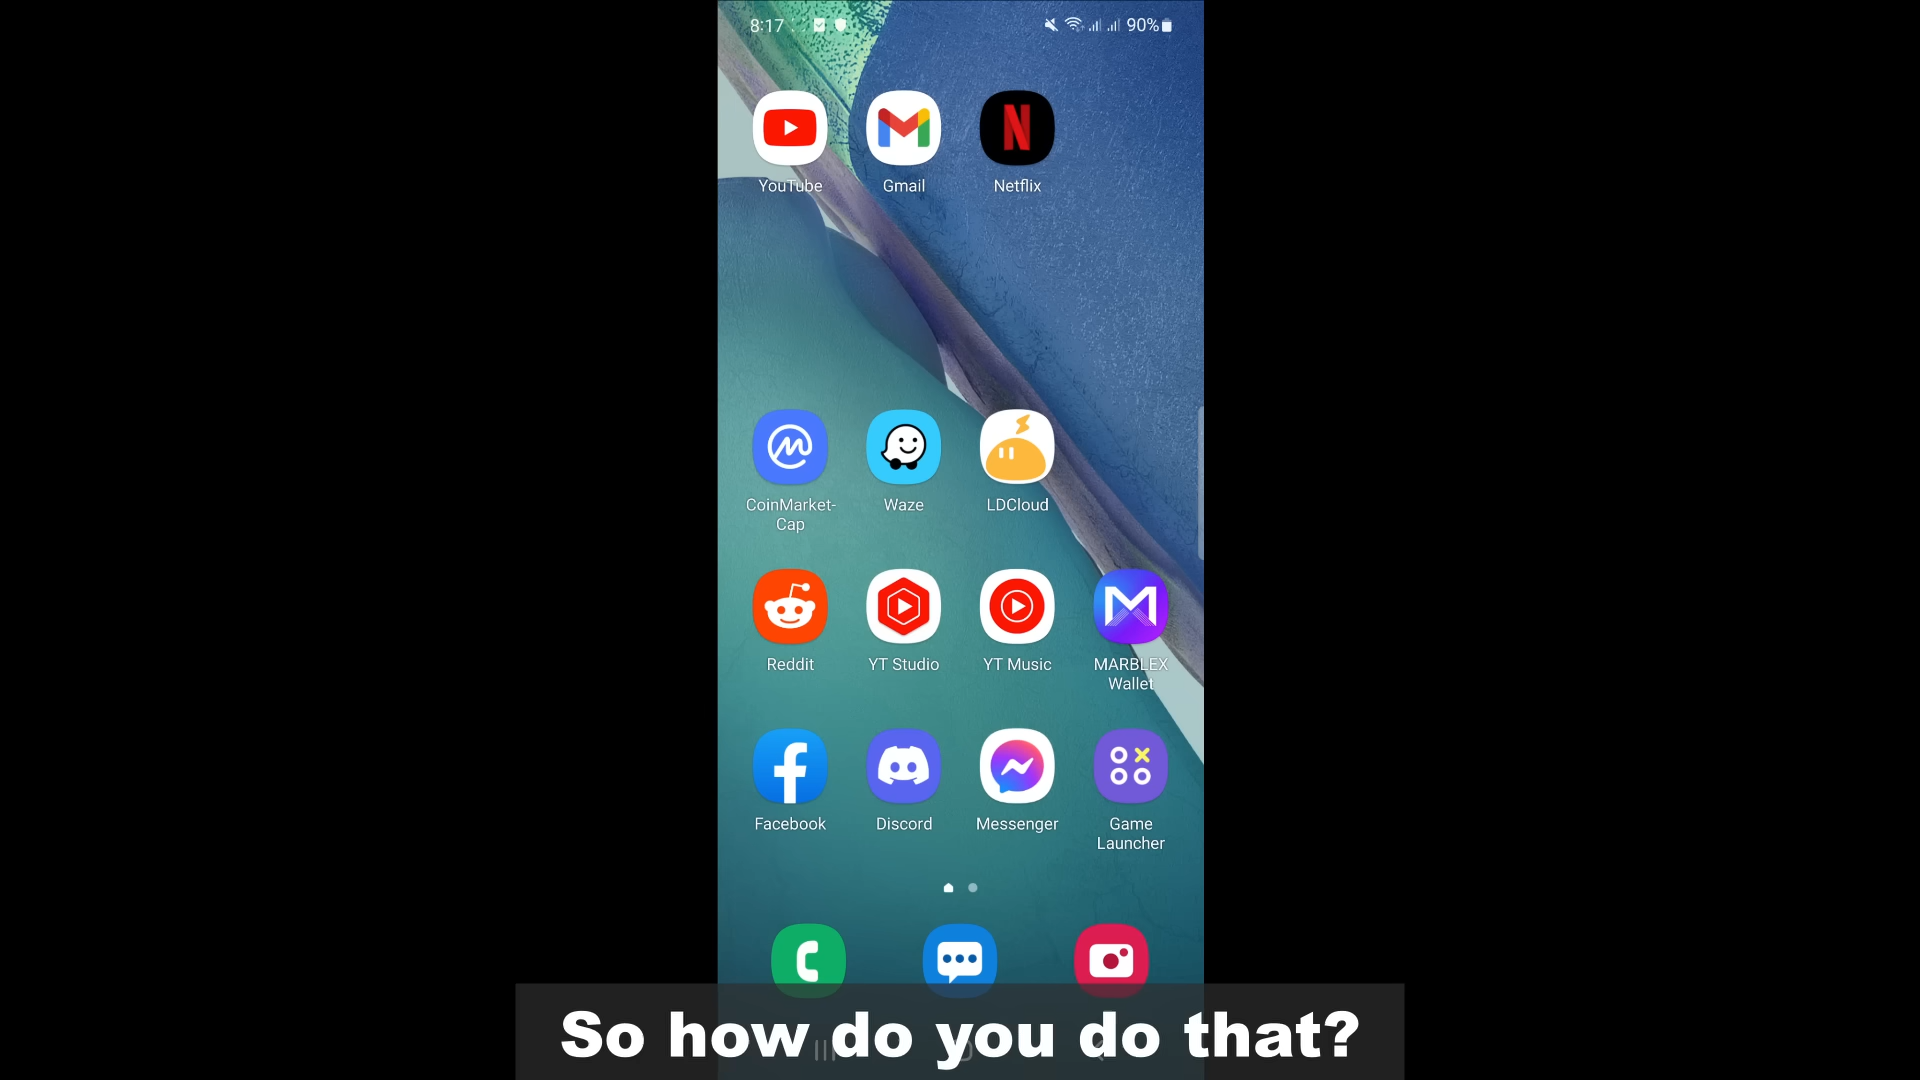 8:17
90%
YouTube
Gmail
Netflix
CoinMarket-
Cap
Waze
LDCloud
Reddit
YT Studio
YT Music
MARBLEX
Wallet
Facebook
Discord
Messenger
Game
Launcher
So how do you do that?